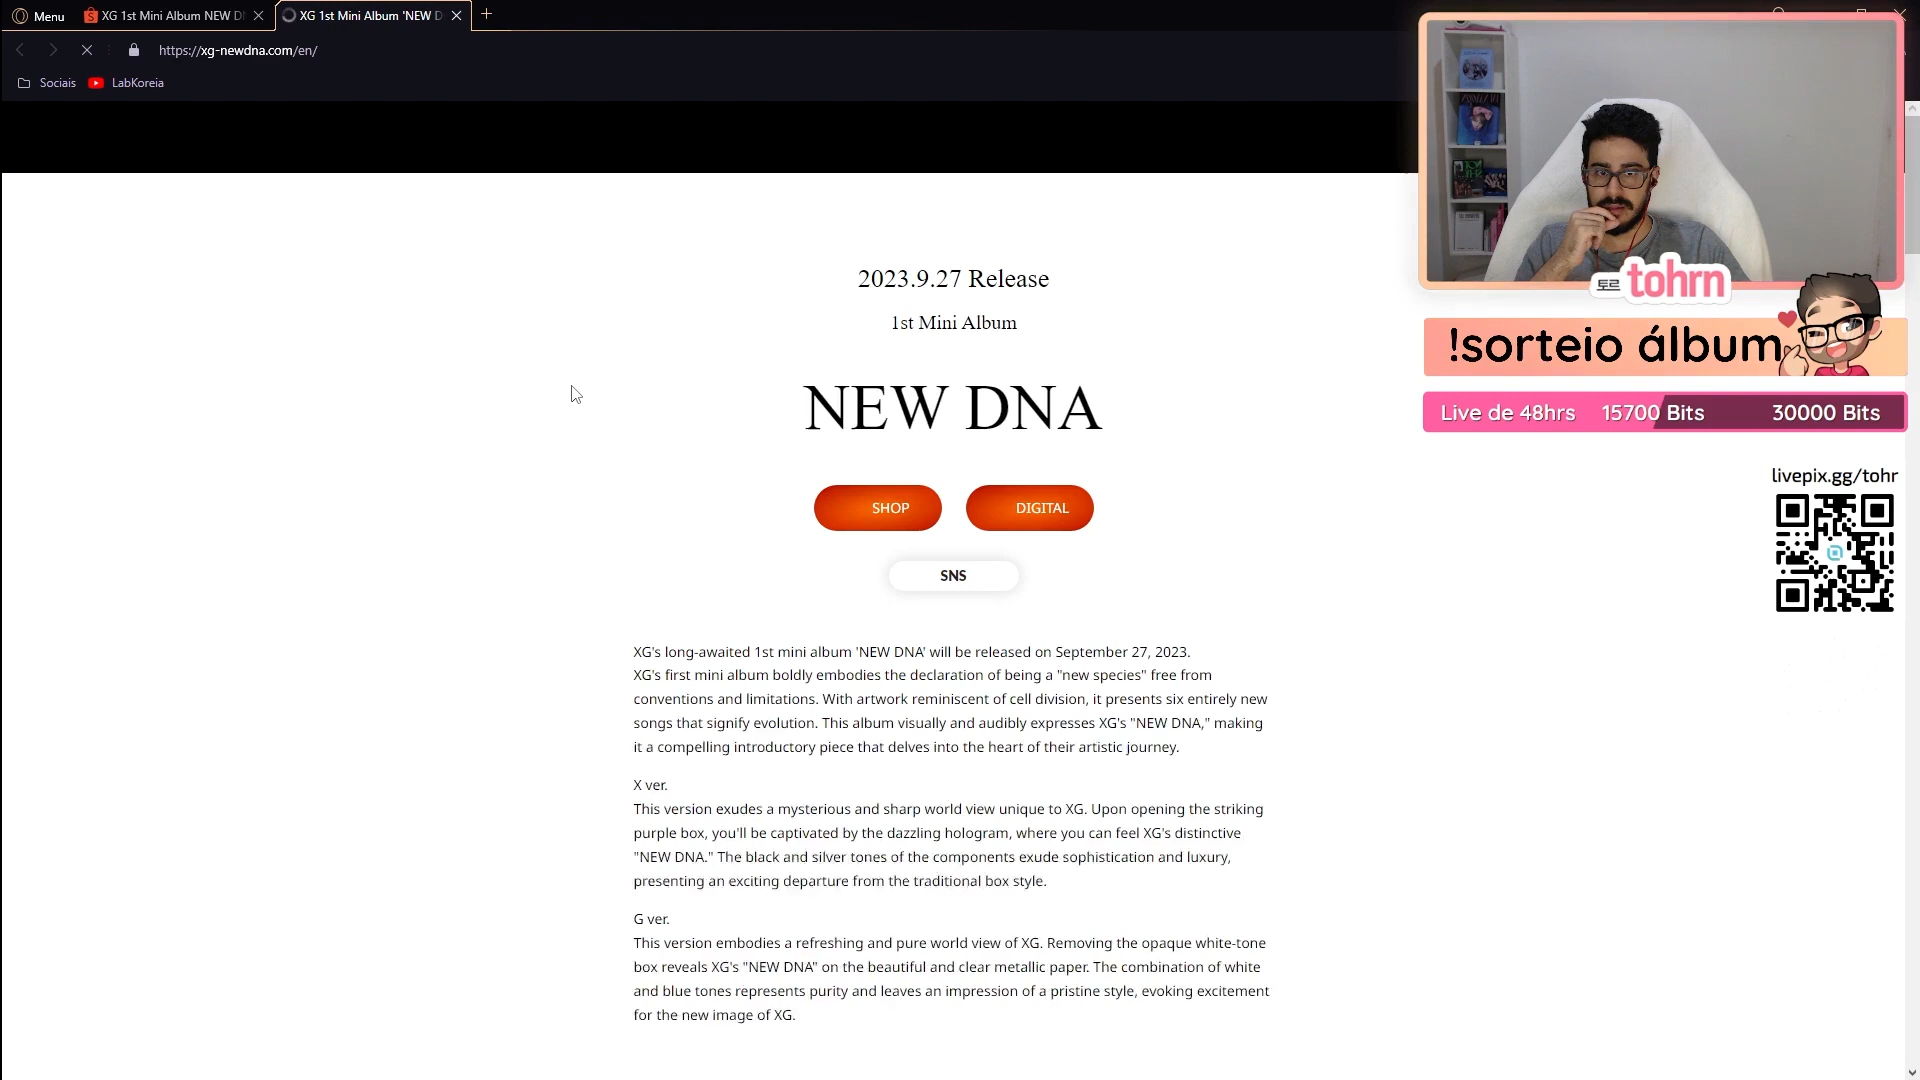 Menu
XG 1st Mini Album NEW D
XG 1st Mini Album 'NEW D
https://xg-newdna.com/en/
Sociais
LabKoreia
2023.9.27 Release
1st Mini Album
NEW DNA
SHOP
DIGITAL
SNS
XG's long-awaited 1st mini album 'NEW DNA' will be released on September 27, 2023.
XG's first mini album boldly embodies the declaration of being a "new species" free from
conventions and limitations. With artwork reminiscent of cell division, it presents six entirely new
songs that signify evolution. This album visually and audibly expresses XG's "NEW DNA," making
it a compelling introductory piece that delves into the heart of their artistic journey.
X ver.
This version exudes a mysterious and sharp world view unique to XG. Upon opening the striking
purple box, you'll be captivated by the dazzling hologram, where you can feel XG's distinctive
"NEW DNA." The black and silver tones of the components exude sophistication and luxury,
presenting an exciting departure from the traditional box style.
G ver.
This version embodies a refreshing and pure world view of XG. Removing the opaque white-tone
box reveals XG's "NEW DNA" on the beautiful and clear metallic paper. The combination of white
and blue tones represents purity and leaves an impression of a pristine style, evoking excitement
for the new image of XG.
토르 tohrn
!sorteio álbum
Live de 48hrs 15700 Bits 30000 Bits
livepix.gg/tohr